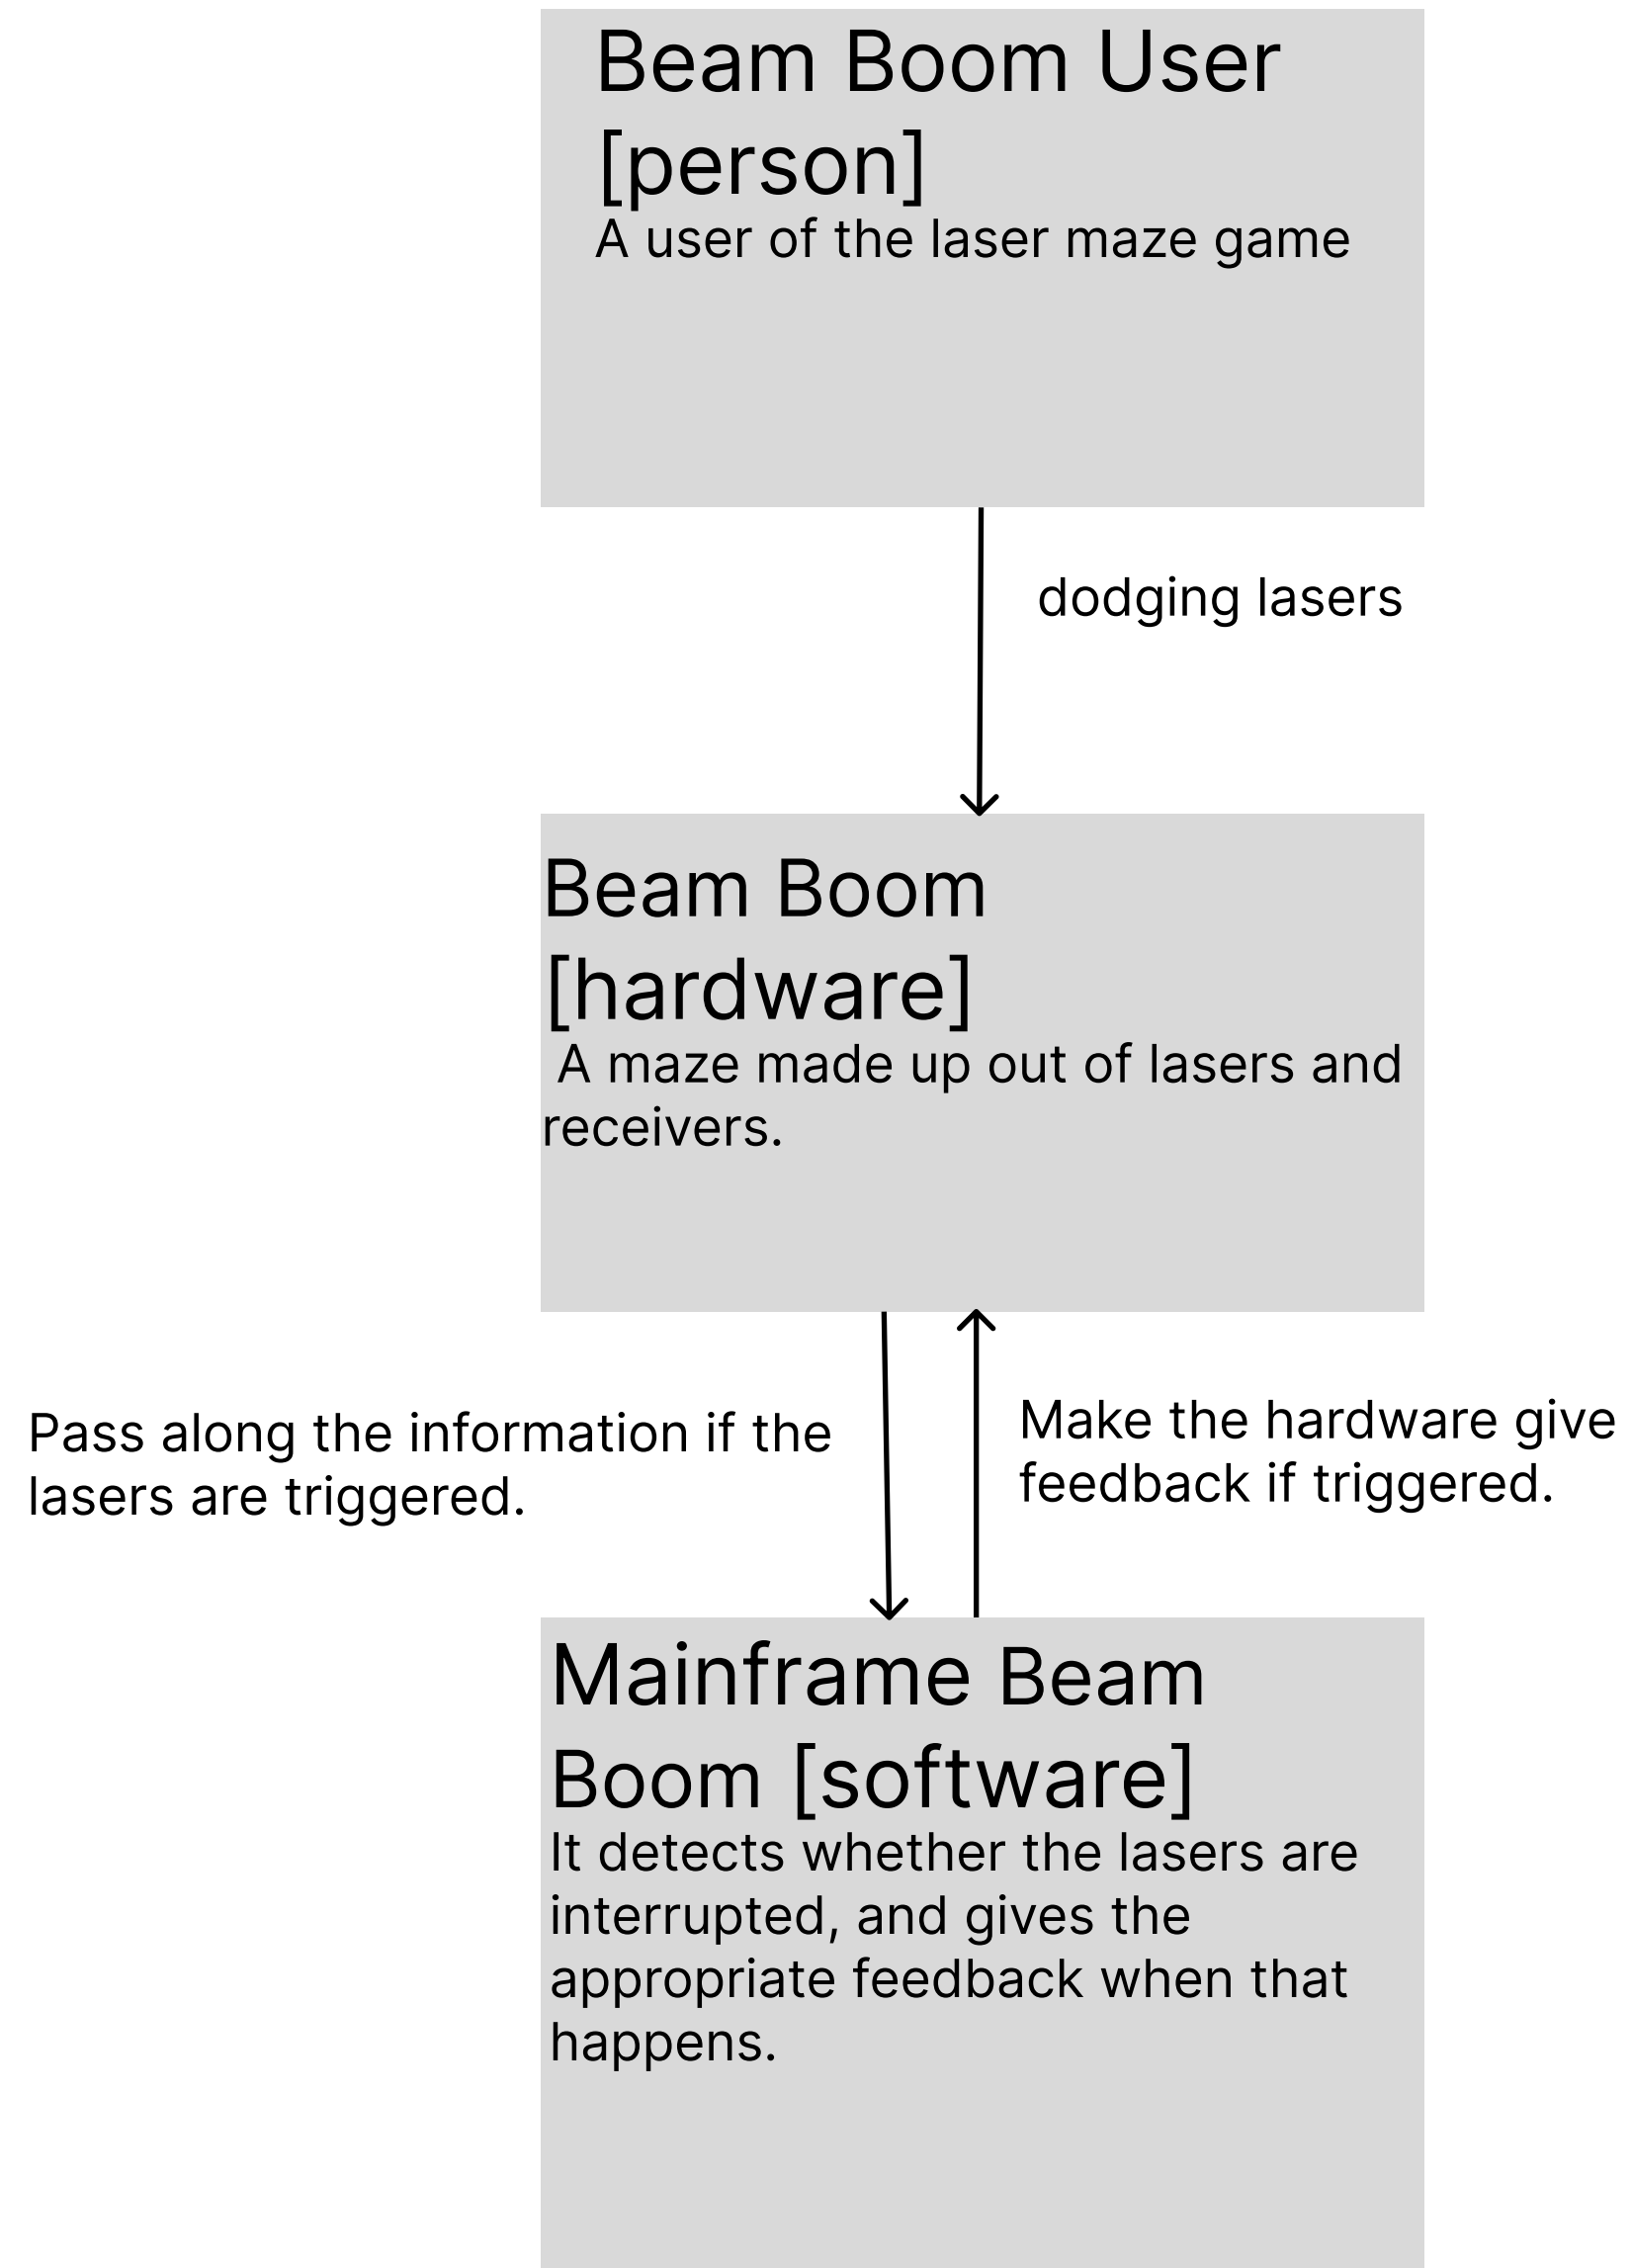 Beam Boom User
[person]
A user of the laser maze game
dodging lasers
Beam Boom
[hardware]
A maze made up out of lasers and
receivers.
Pass along the information if the
lasers are triggered.
Make the hardware give
feedback if triggered.
Mainframe Beam
Boom [software]
It detects whether the lasers are
interrupted, and gives the
appropriate feedback when that
happens.